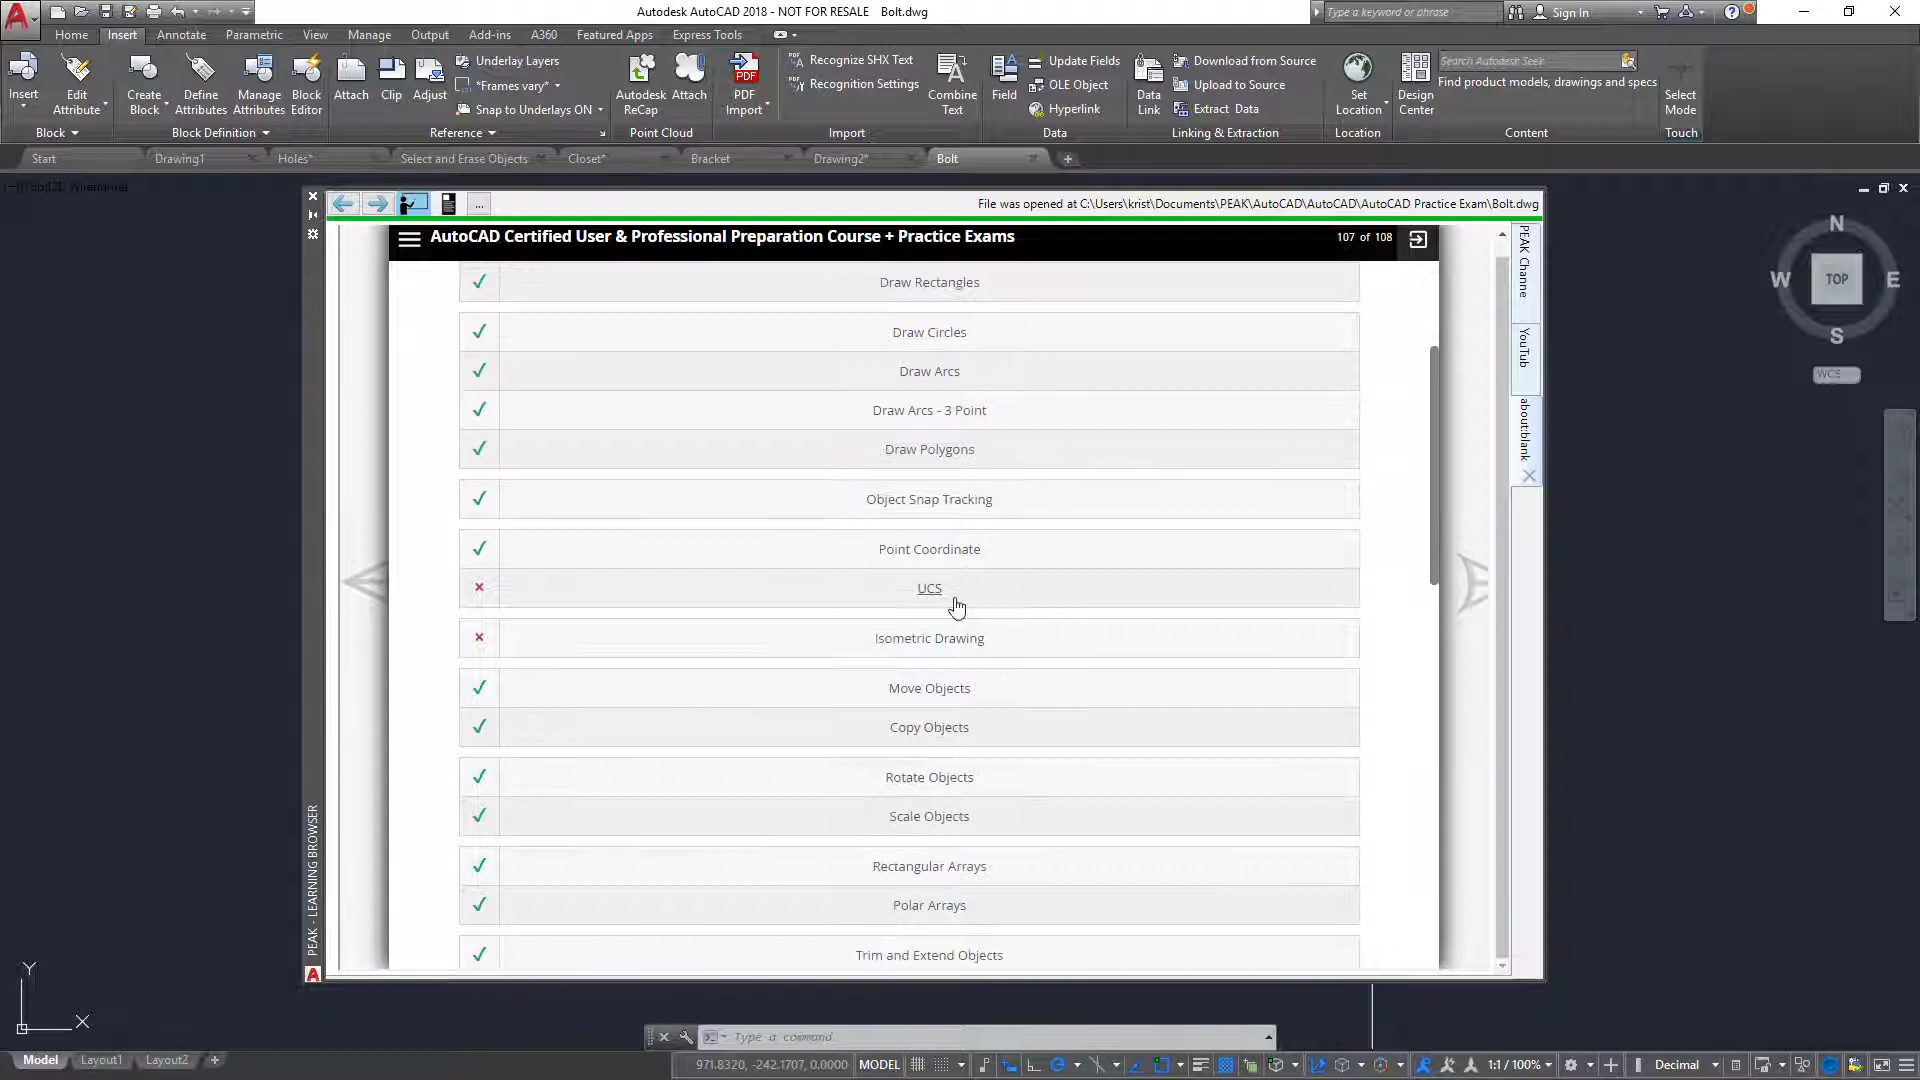 Autodesk AutoCAD 2018 - NOT FOR RESALE Bolt.dwg
Type a keyword or phrase
Sign In
Home Insert Annotate Parametric View Manage Output Add-ins A360 Featured Apps Express Tools
Insert
Edit Attribute
Create Block
Define Attributes
Manage Attributes
Block Editor
Attach
Clip
Adjust
Underlay Layers
*Frames vary*
Snap to Underlays ON
Autodesk ReCap
Attach
PDF
PDF Import
Recognize SHX Text
Recognition Settings
Combine Text
Field
Update Fields
OLE Object
Hyperlink
Data Link
Download from Source
Upload to Source
Extract Data
Set Location
Design Center
Search Autodesk Seek
Find product models, drawings and specs
Select Mode
Block
Block Definition
Reference
Point Cloud
Import
Data
Linking & Extraction
Location
Content
Touch
Start Drawing1 Holes* Select and Erase Objects Closet* Bracket Drawing2* Bolt
File was opened at C:\Users\krist\Documents\PEAK\AutoCAD\AutoCAD\AutoCAD Practice Exam\Bolt.dwg
AutoCAD Certified User & Professional Preparation Course + Practice Exams
107 of 108
Draw Rectangles
Draw Circles
Draw Arcs
Draw Arcs - 3 Point
Draw Polygons
Object Snap Tracking
Point Coordinate
UCS
Isometric Drawing
Move Objects
Copy Objects
Rotate Objects
Scale Objects
Rectangular Arrays
Polar Arrays
Trim and Extend Objects
PEAK Channe
YouTub
about:blank
PEAK - LEARNING BROWSER
N
W TOP E
S
WCS
Y
X
Type a command
Model Layout1 Layout2
971.8320, -242.1707, 0.0000 MODEL
1:1 / 100%
Decimal